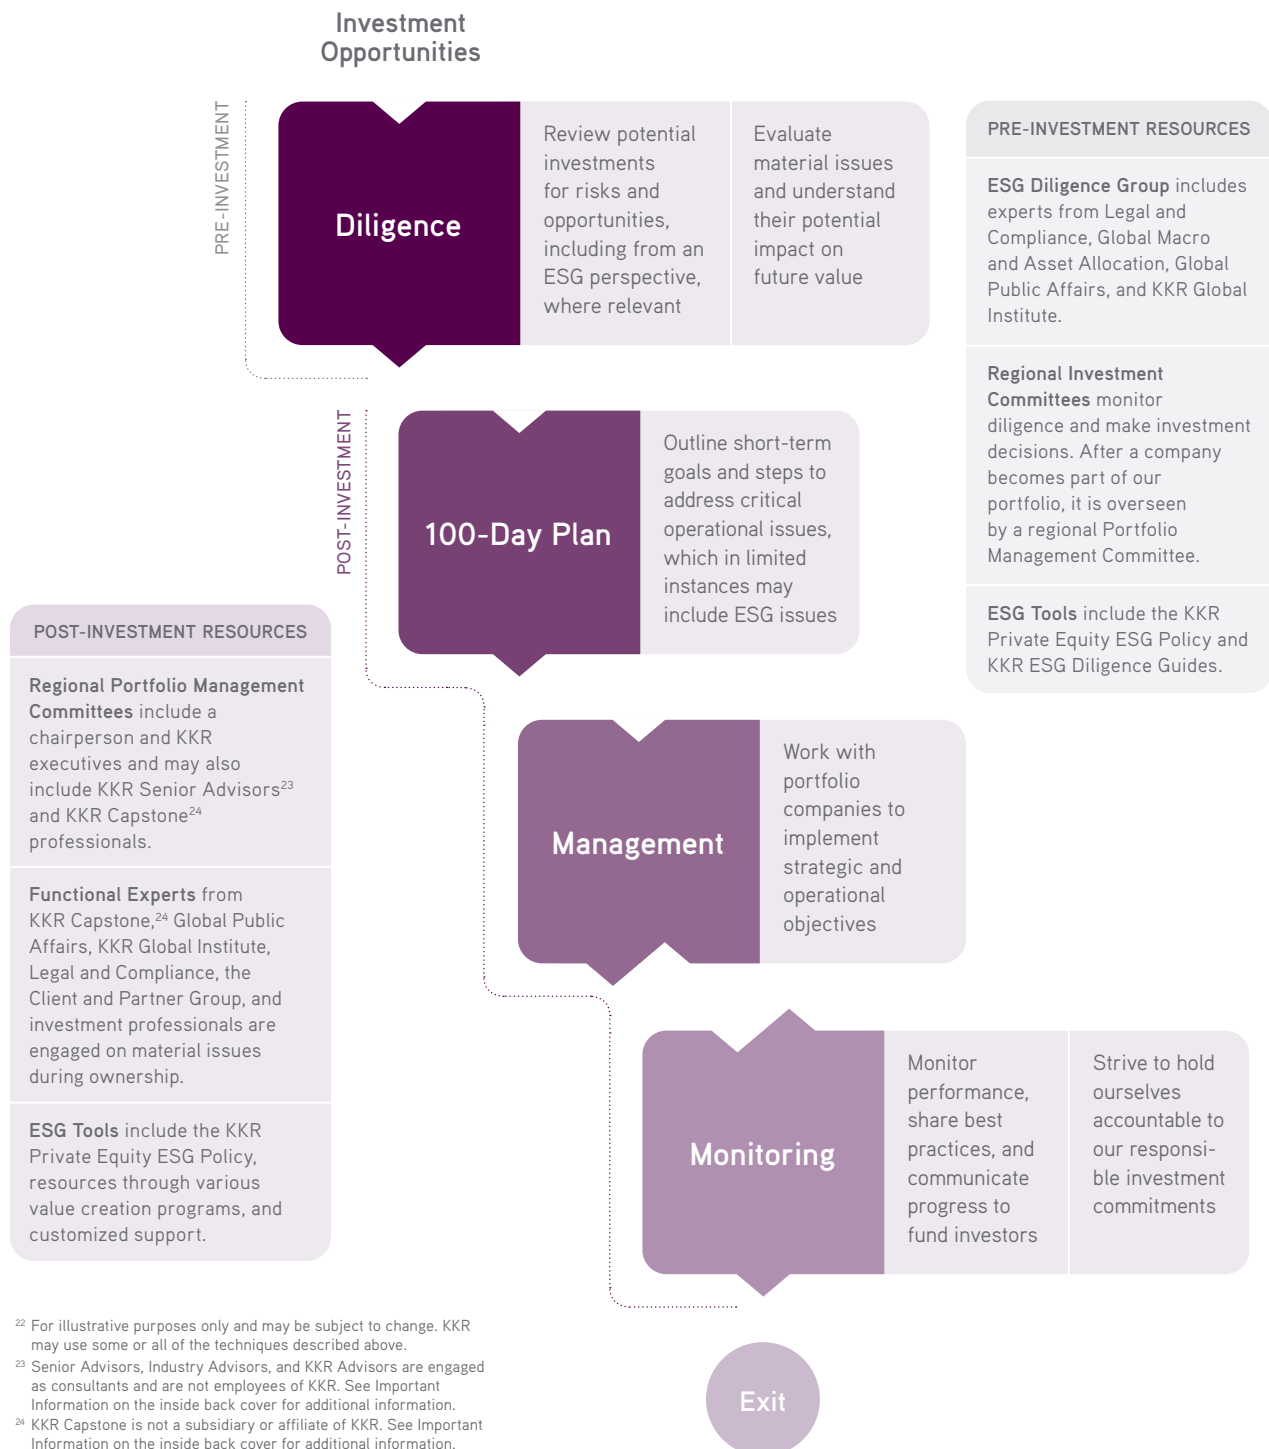 Investment
Opportunities
PRE-INVESTMENT
Diligence
Review potential
investments
for risks and
opportunities,
including from an
ESG perspective,
where relevant
Evaluate
material issues
and understand
their potential
impact on
future value
PRE-INVESTMENT RESOURCES
ESG Diligence Group includes
experts from Legal and
Compliance, Global Macro
and Asset Allocation, Global
Public Affairs, and KKR Global
Institute.
Regional Investment
Committees monitor
diligence and make investment
decisions. After a company
becomes part of our
portfolio, it is overseen
by a regional Portfolio
Management Committee.
ESG Tools include the KKR
Private Equity ESG Policy and
KKR ESG Diligence Guides.
POST-INVESTMENT
100-Day Plan
Outline short-term
goals and steps to
address critical
operational issues,
which in limited
instances may
include ESG issues
POST-INVESTMENT RESOURCES
Regional Portfolio Management
Committees include a
chairperson and KKR
executives and may also
include KKR Senior Advisors²³
and KKR Capstone²⁴
professionals.
Functional Experts from
KKR Capstone,²⁴ Global Public
Affairs, KKR Global Institute,
Legal and Compliance, the
Client and Partner Group, and
investment professionals are
engaged on material issues
during ownership.
ESG Tools include the KKR
Private Equity ESG Policy,
resources through various
value creation programs, and
customized support.
Management
Work with
portfolio
companies to
implement
strategic and
operational
objectives
Monitoring
Monitor
performance,
share best
practices, and
communicate
progress to
fund investors
Strive to hold
ourselves
accountable to
our responsi-
ble investment
commitments
Exit
²² For illustrative purposes only and may be subject to change. KKR
may use some or all of the techniques described above.
²³ Senior Advisors, Industry Advisors, and KKR Advisors are engaged
as consultants and are not employees of KKR. See Important
Information on the inside back cover for additional information.
²⁴ KKR Capstone is not a subsidiary or affiliate of KKR. See Important
Information on the inside back cover for additional information.